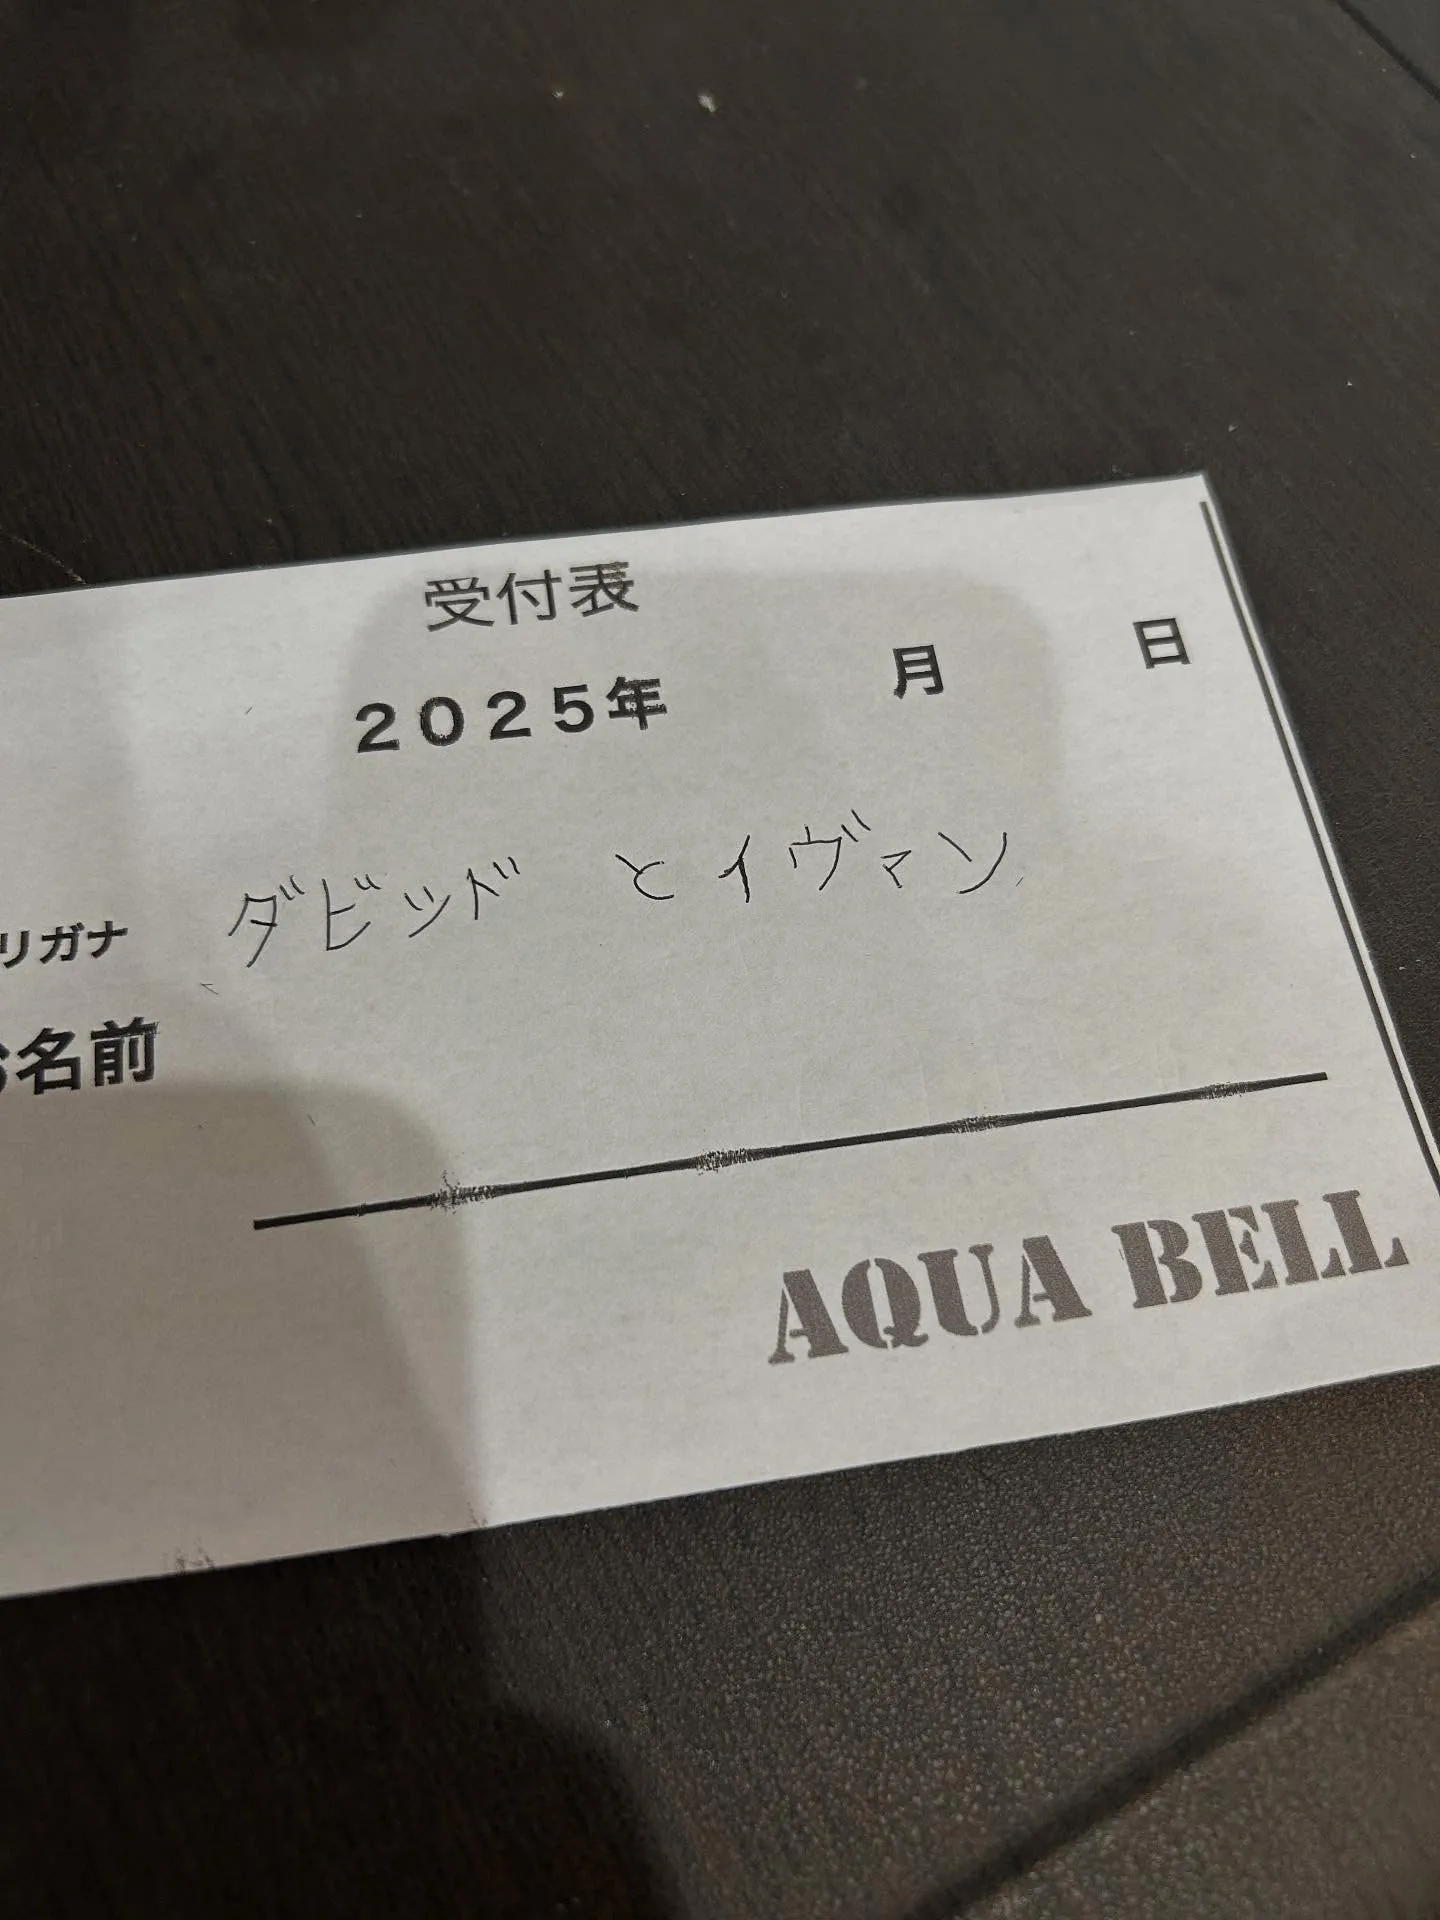 受付表
2025年 月 日
リガナ ダビッド とイヴァン
お名前
AQUA BELL